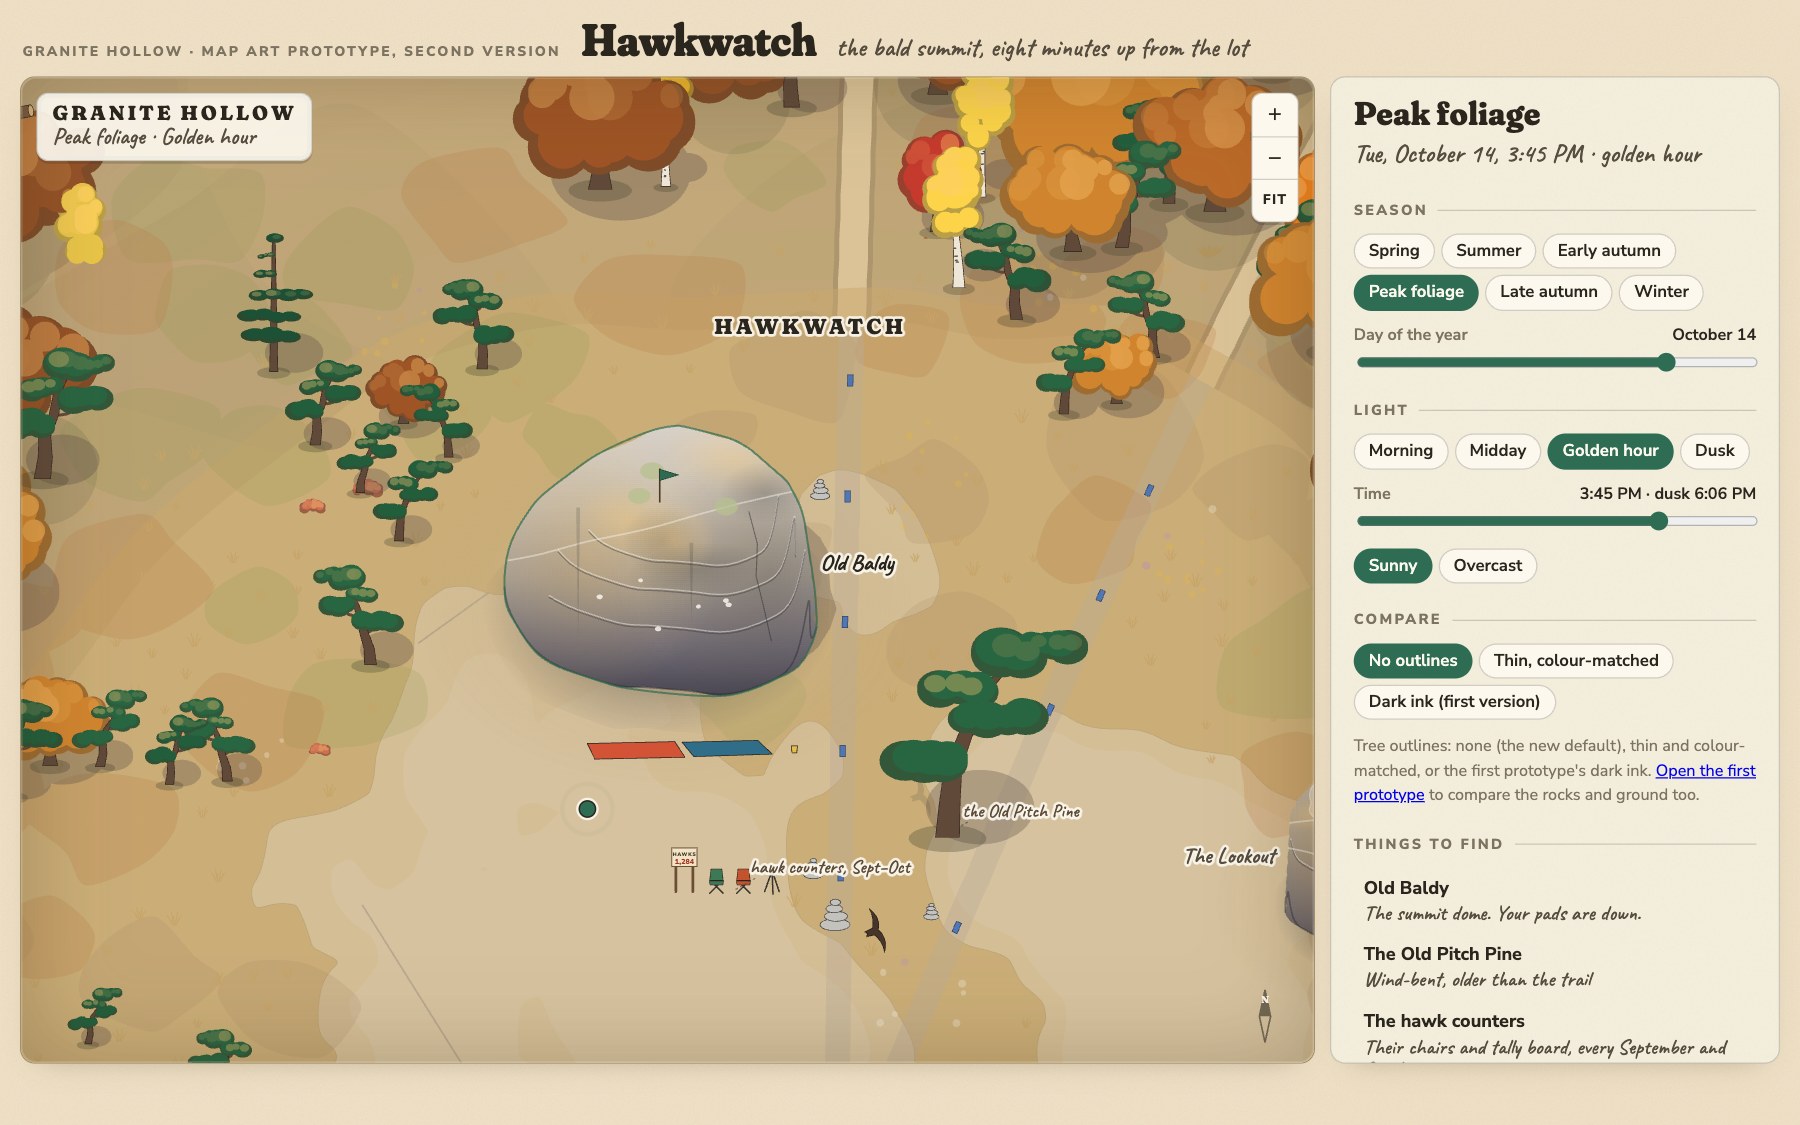 GRANITE HOLLOW · MAP ART PROTOTYPE, SECOND VERSION
Hawkwatch
the bald summit, eight minutes up from the lot
GRANITE HOLLOW
Peak foliage · Golden hour
+
−
FIT
HAWKWATCH
Old Baldy
the Old Pitch Pine
HAWKS
1,284
hawk counters, Sept–Oct
The Lookout
N
Peak foliage
Tue, October 14, 3:45 PM · golden hour
SEASON
Spring
Summer
Early autumn
Peak foliage
Late autumn
Winter
Day of the year
October 14
LIGHT
Morning
Midday
Golden hour
Dusk
Time
3:45 PM · dusk 6:06 PM
Sunny
Overcast
COMPARE
No outlines
Thin, colour-matched
Dark ink (first version)
Tree outlines: none (the new default), thin and colour-
matched, or the first prototype's dark ink. Open the first
prototype to compare the rocks and ground too.
THINGS TO FIND
Old Baldy
The summit dome. Your pads are down.
The Old Pitch Pine
Wind-bent, older than the trail
The hawk counters
Their chairs and tally board, every September and